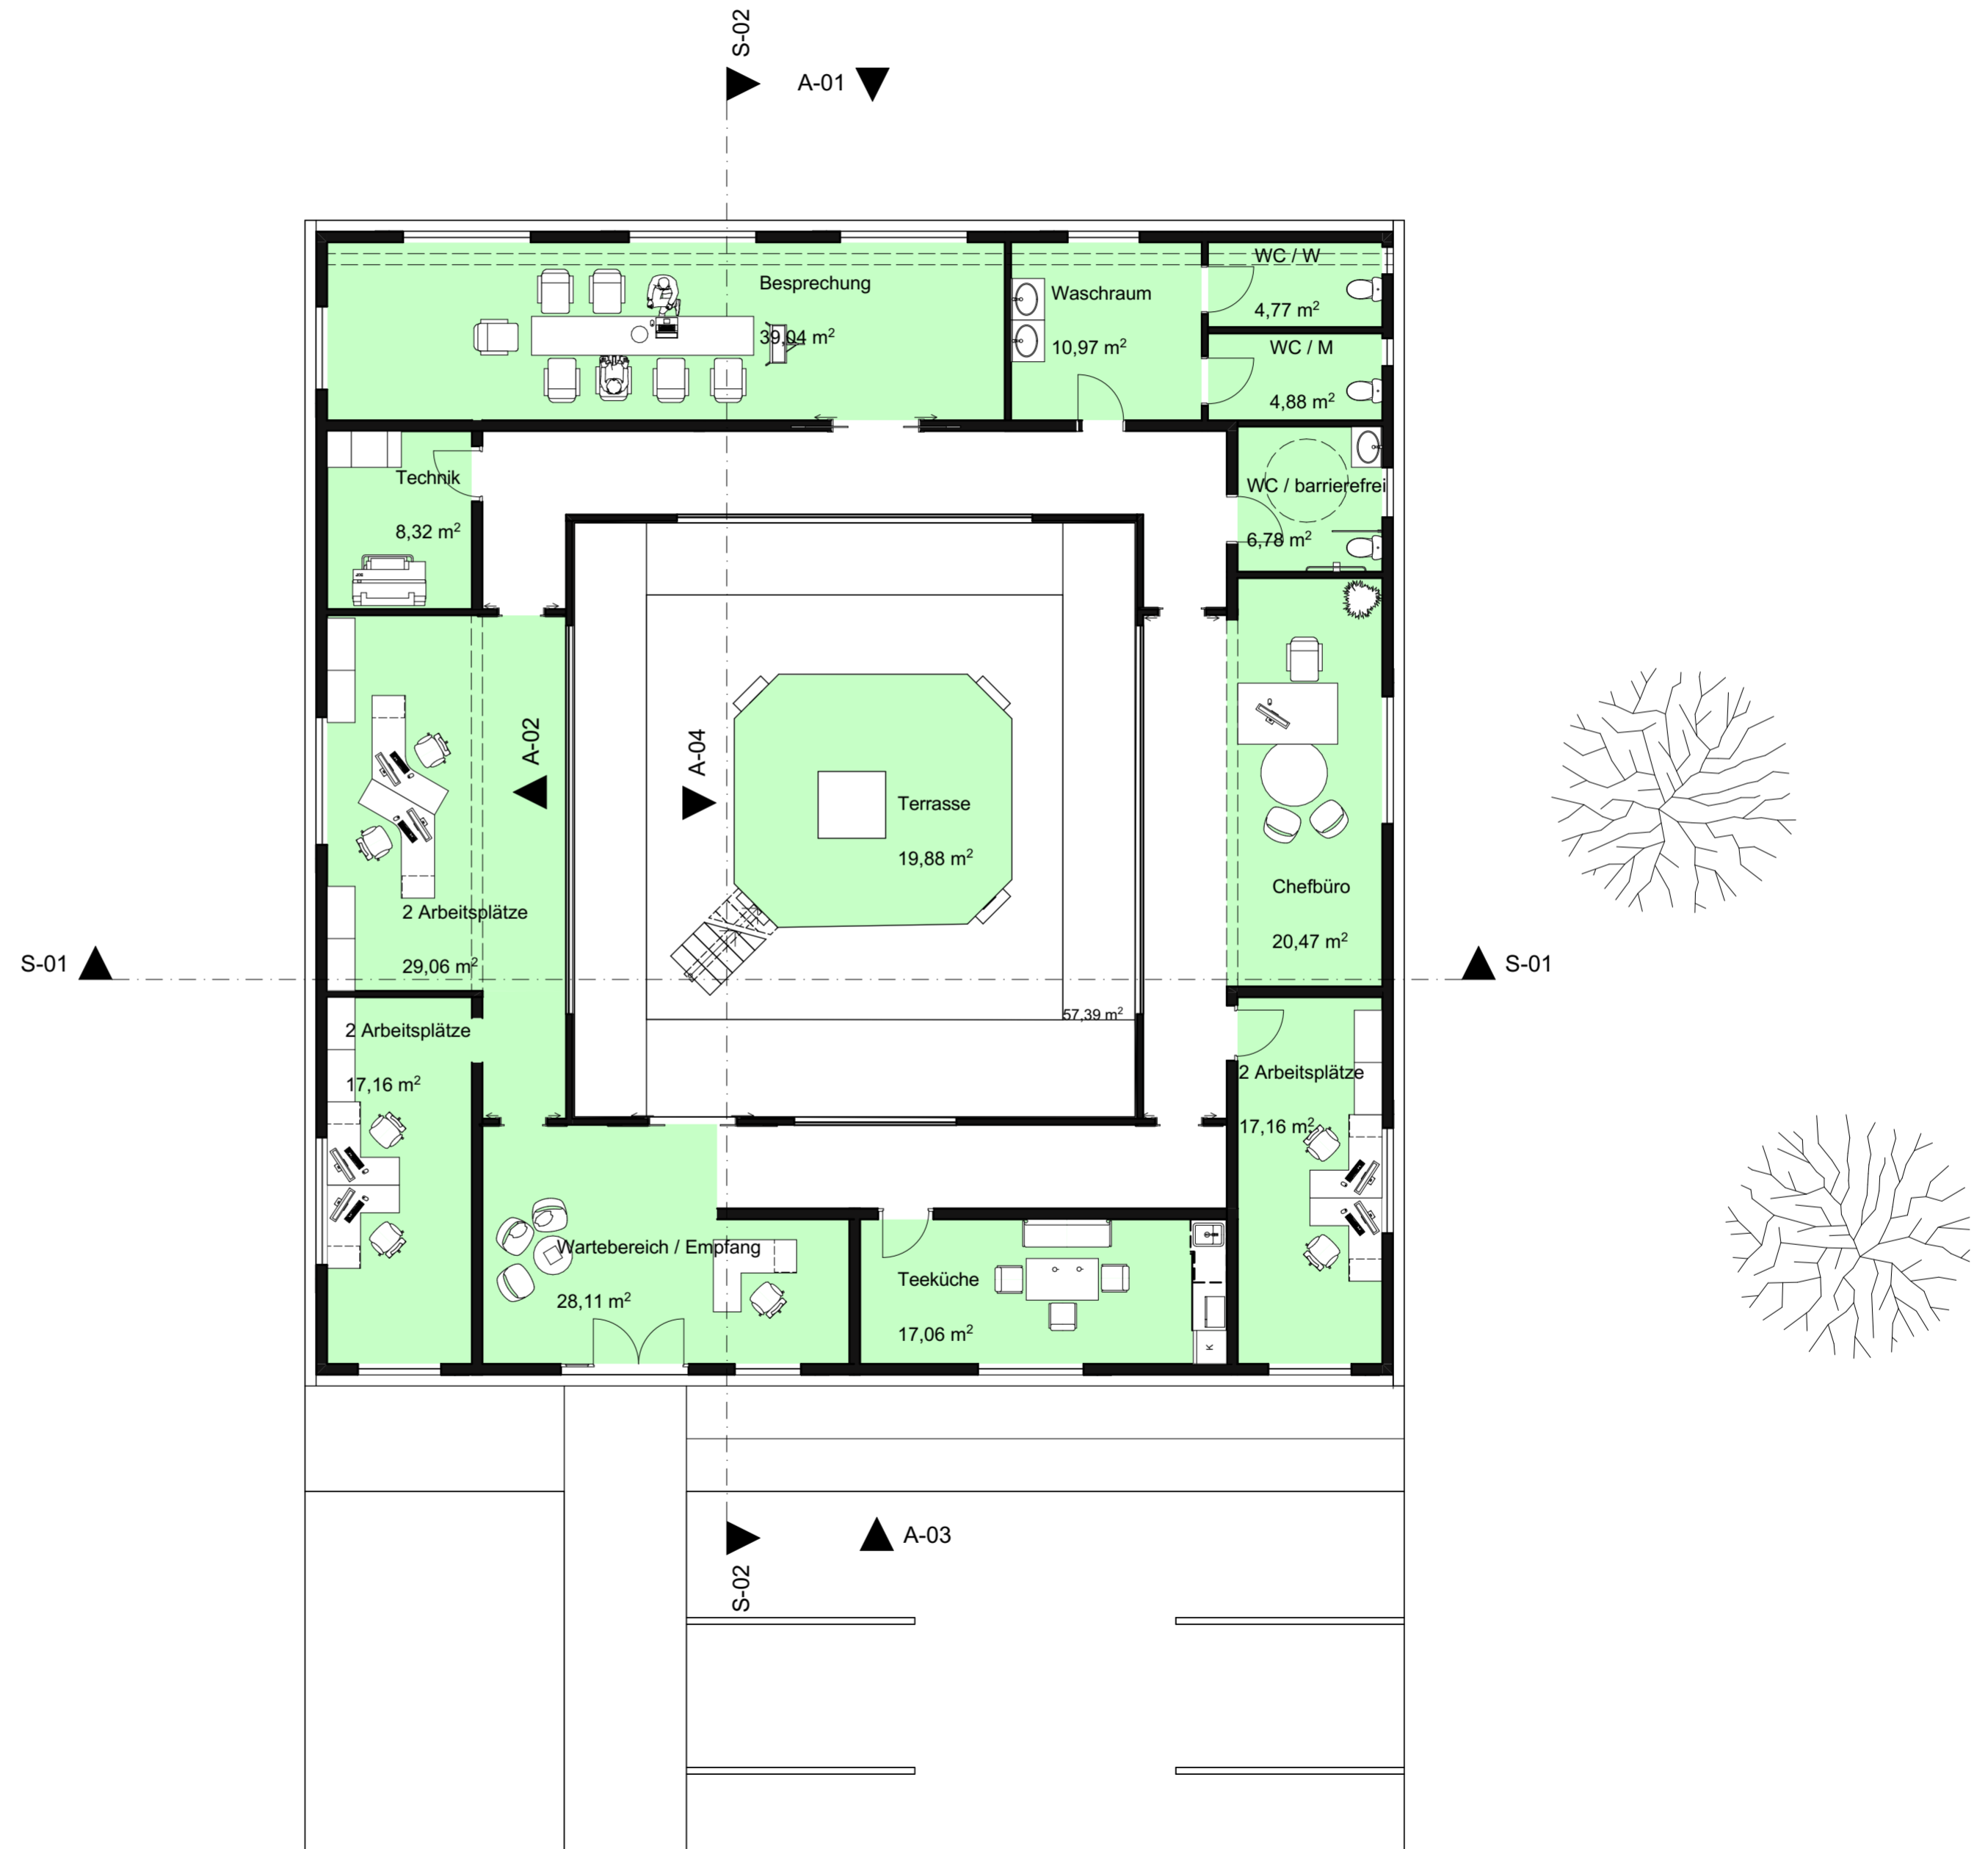 S-02
A-01
Besprechung
39,04 m²
Waschraum
10,97 m²
WC / W
4,77 m²
WC / M
4,88 m²
Technik
8,32 m²
WC / barrierefrei
6,78 m²
A-02
A-04
Terrasse
19,88 m²
Chefbüro
20,47 m²
2 Arbeitsplätze
29,06 m²
S-01
S-01
57,39 m²
2 Arbeitsplätze
17,16 m²
2 Arbeitsplätze
17,16 m²
Wartebereich / Empfang
28,11 m²
Teeküche
17,06 m²
K
A-03
S-02